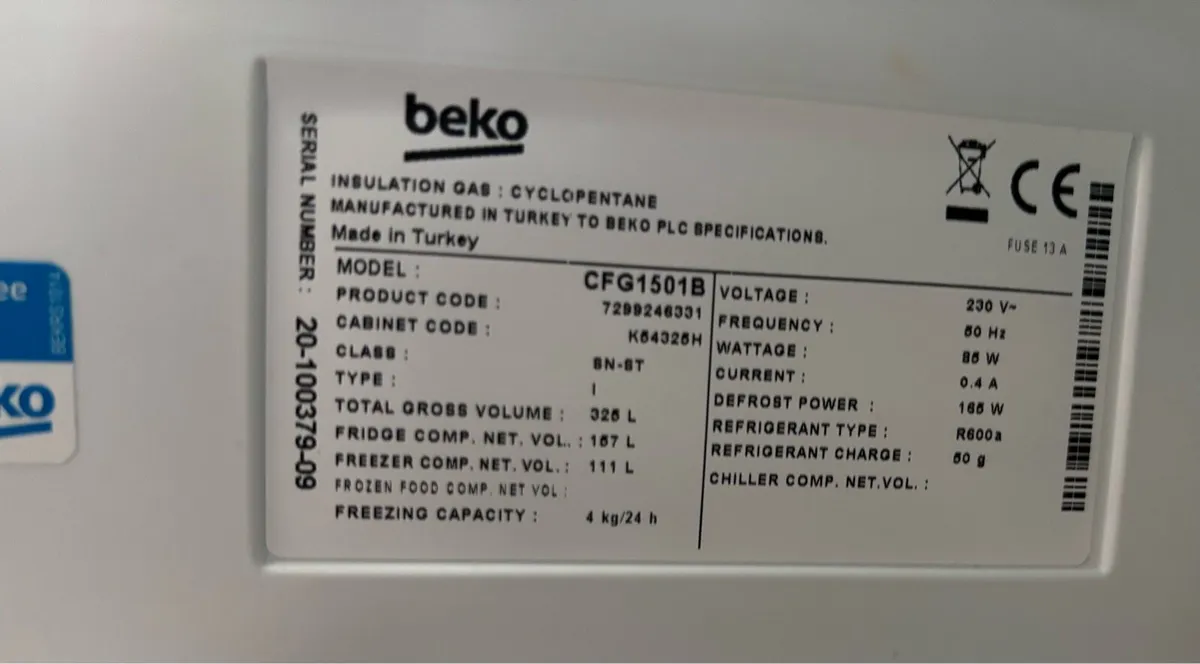 beko
INSULATION GAS : CYCLOPENTANE
MANUFACTURED IN TURKEY TO BEKO PLC SPECIFICATIONS.
Made in Turkey
SERIAL NUMBER : 20-100379-09
CE
FUSE 13 A
MODEL : CFG1501B
PRODUCT CODE : 7299246331
CABINET CODE : K54325H
CLASS : SN-ST
TYPE : I
TOTAL GROSS VOLUME : 325 L
FRIDGE COMP. NET. VOL. : 157 L
FREEZER COMP. NET. VOL. : 111 L
FROZEN FOOD COMP. NET VOL :
FREEZING CAPACITY : 4 kg/24 h
VOLTAGE : 230 V~
FREQUENCY : 50 Hz
WATTAGE :
CURRENT : 0.4 A
DEFROST POWER : 165 W
REFRIGERANT TYPE : R600a
REFRIGERANT CHARGE :
CHILLER COMP. NET.VOL. :
ee
ko